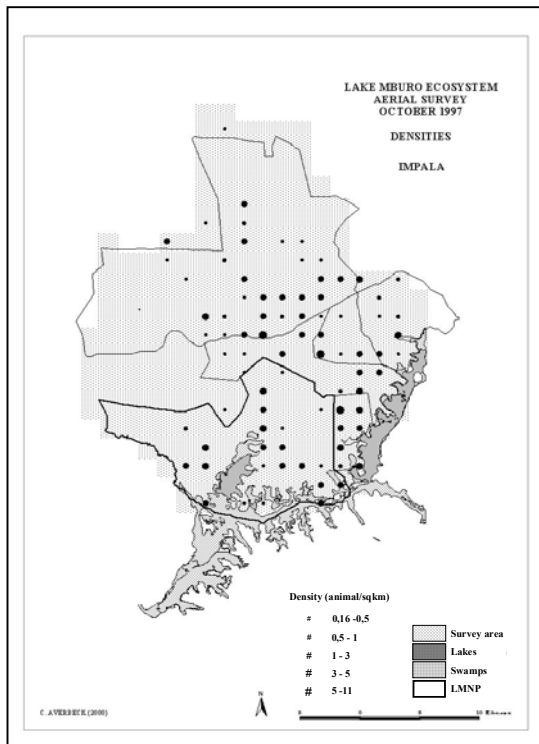 LAKE MBURO ECOSYSTEM
AERIAL SURVEY
OCTOBER 1997
DENSITIES
IMPALA
Density (animal/sqkm)
# 0,16 -0,5
# 0,5 - 1
# 1 - 3
# 3 - 5
# 5 -11
Survey area
Lakes
Swamps
LMNP
C. AVERBECK (2000)
N
0